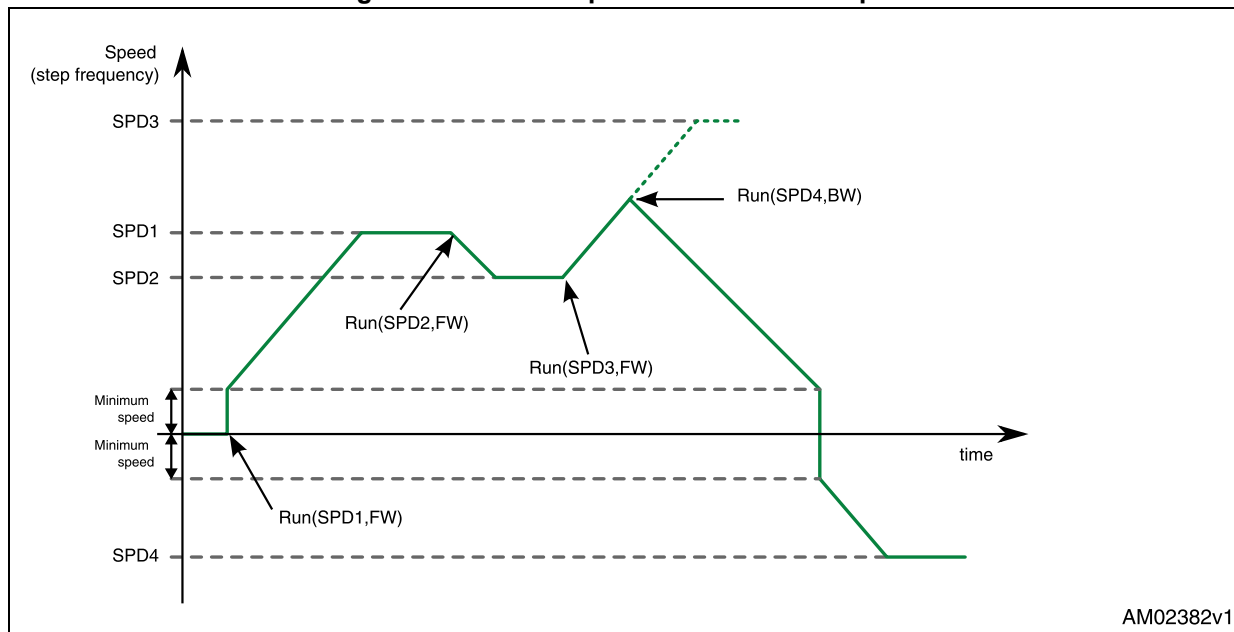 Speed
(step frequency)
SPD3
Run(SPD4,BW)
SPD1
SPD2
Run(SPD2,FW)
Run(SPD3,FW)
Minimum
speed
Minimum
speed
time
Run(SPD1,FW)
SPD4
AM02382v1